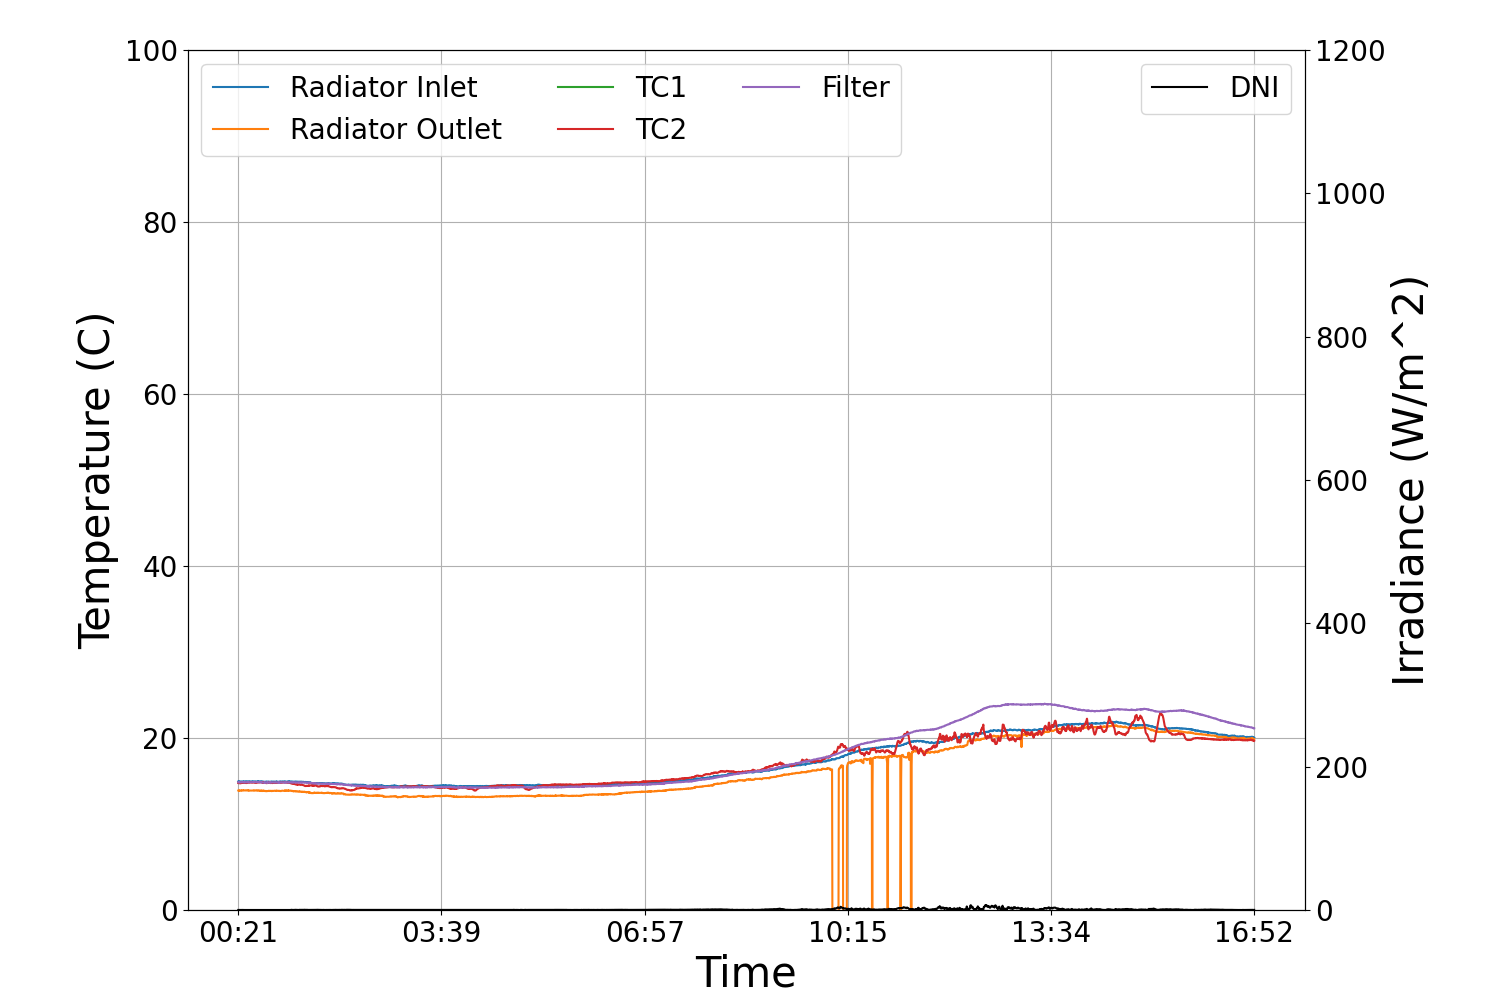 100
80
60
40
20
0
Temperature (C)
Radiator Inlet
Radiator Outlet
TC1
TC2
Filter
DNI
1200
1000
800
600
400
200
0
Irradiance (W/m^2)
00:21 03:39 06:57 10:15 13:34 16:52
Time